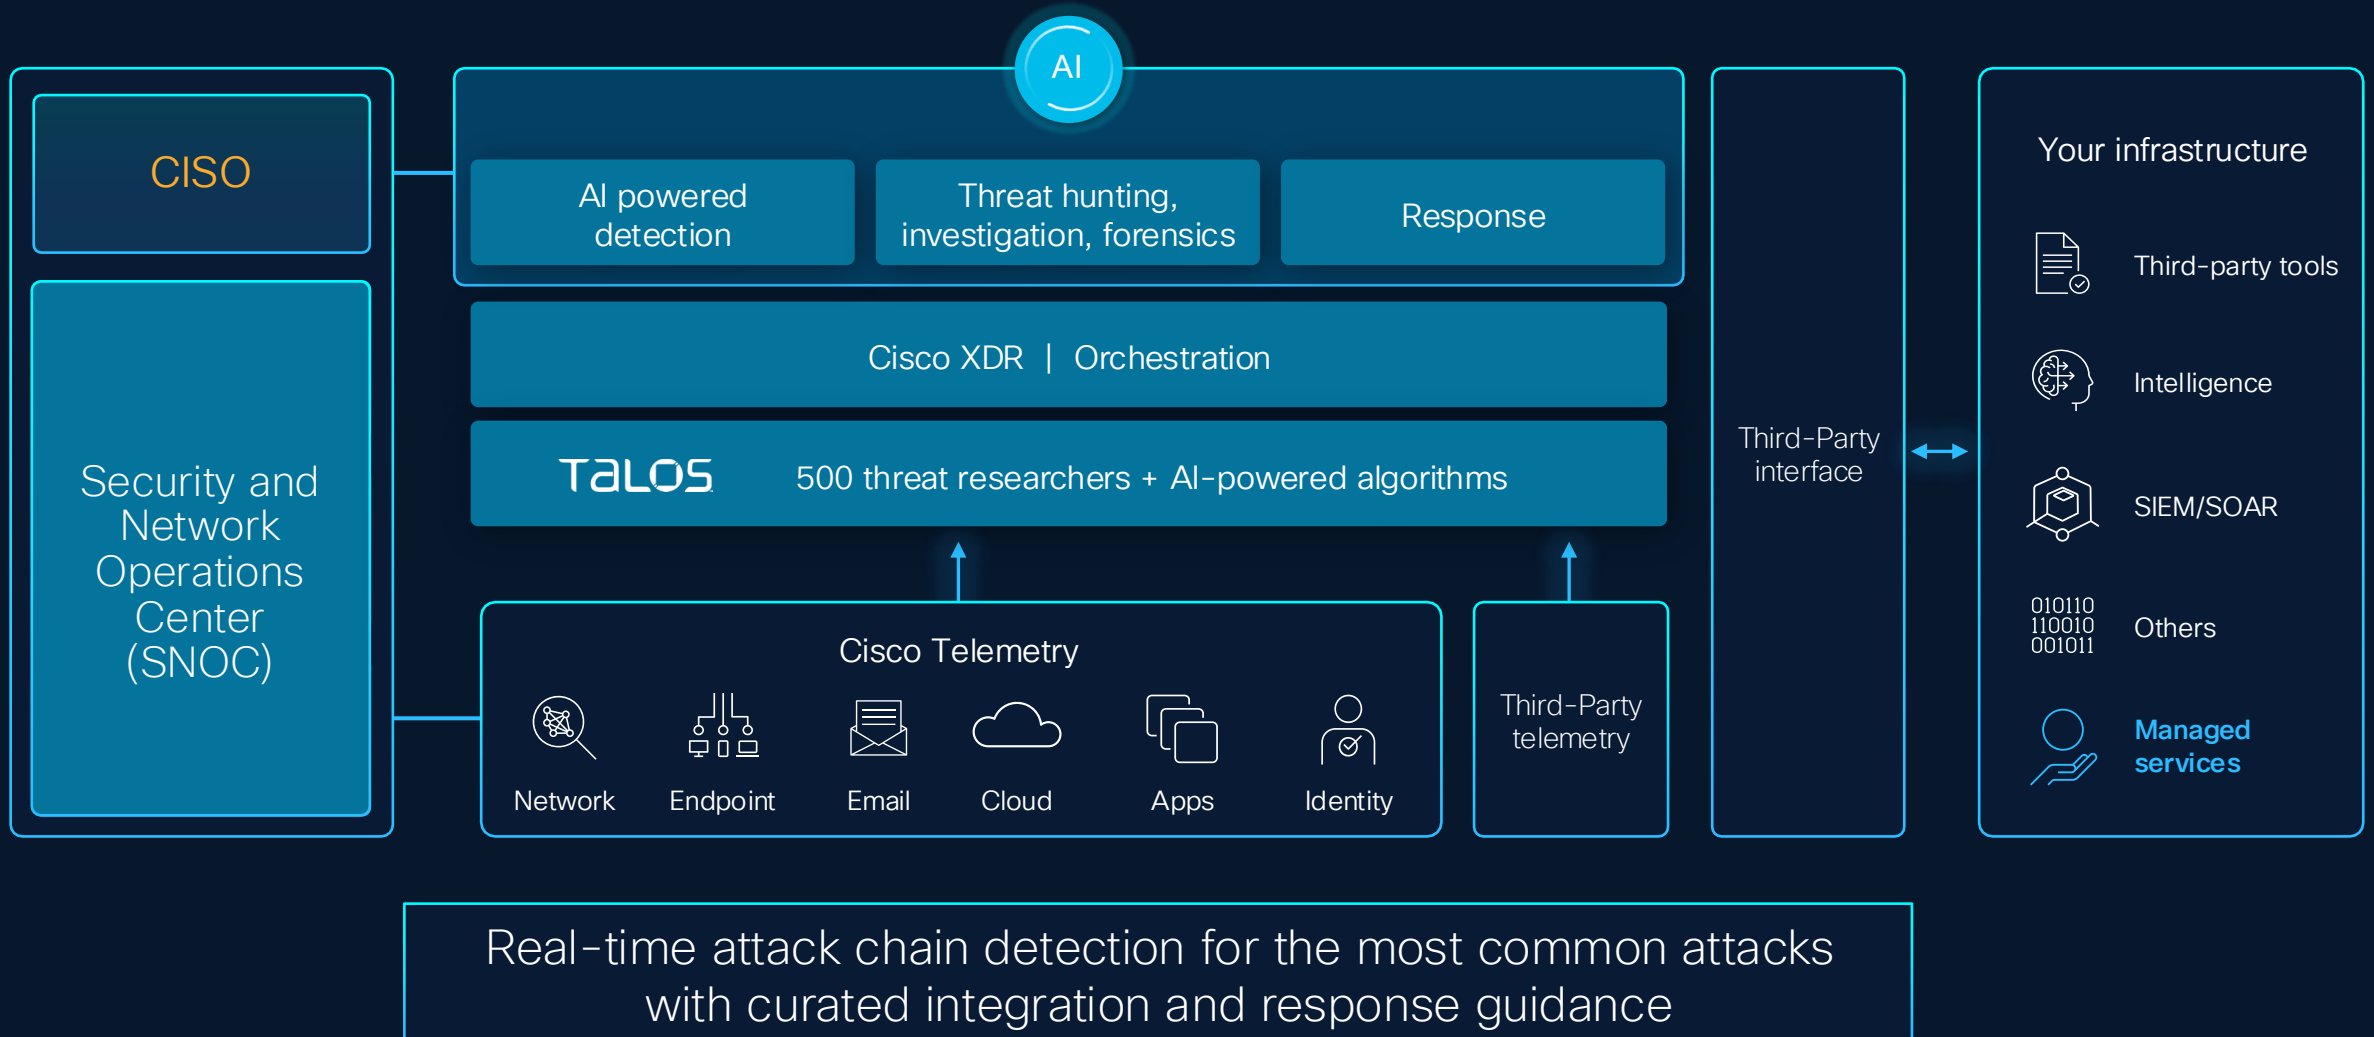 AI
CISO
Security and
Network
Operations
Center
(SNOC)
AI powered
detection
Threat hunting,
investigation, forensics
Response
Cisco XDR | Orchestration
TALOS 500 threat researchers + AI-powered algorithms
Cisco Telemetry
Network Endpoint Email Cloud Apps Identity
Third-Party
telemetry
Third-Party
interface
Your infrastructure
Third-party tools
Intelligence
SIEM/SOAR
010110
110010
001011
Others
Managed
services
Real-time attack chain detection for the most common attacks
with curated integration and response guidance